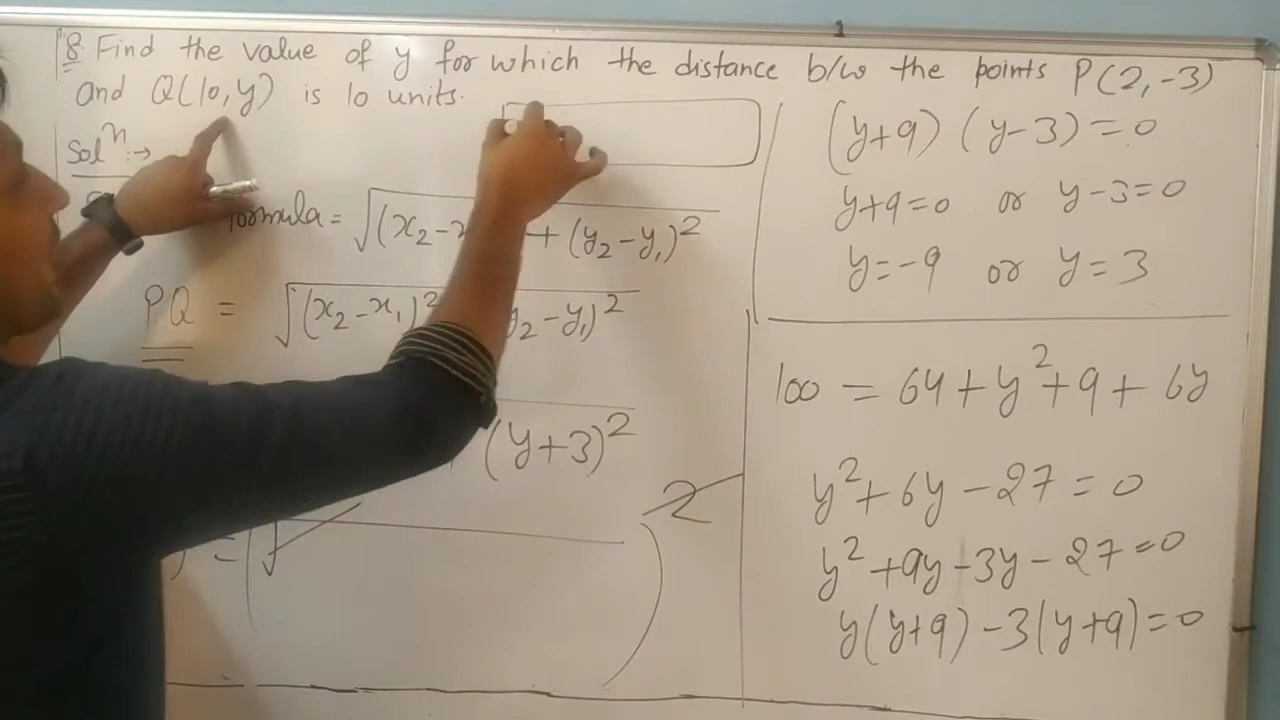 8. Find the value of y for which the distance b/w the points P(2,-3)
and Q(10,y) is 10 units.
Solⁿ :→
formula = √(x₂-x + (y₂-y₁)²
PQ = √(x₂-x₁)² ₂-y₁)²
(y+3)²
) = (√ )²
(y+9) (y-3)=0
y+9=0 or y-3=0
y=-9 or y=3
100 = 64+y²+9+6y
y²+6y-27=0
y²+9y-3y-27=0
y(y+9)-3(y+9)=0